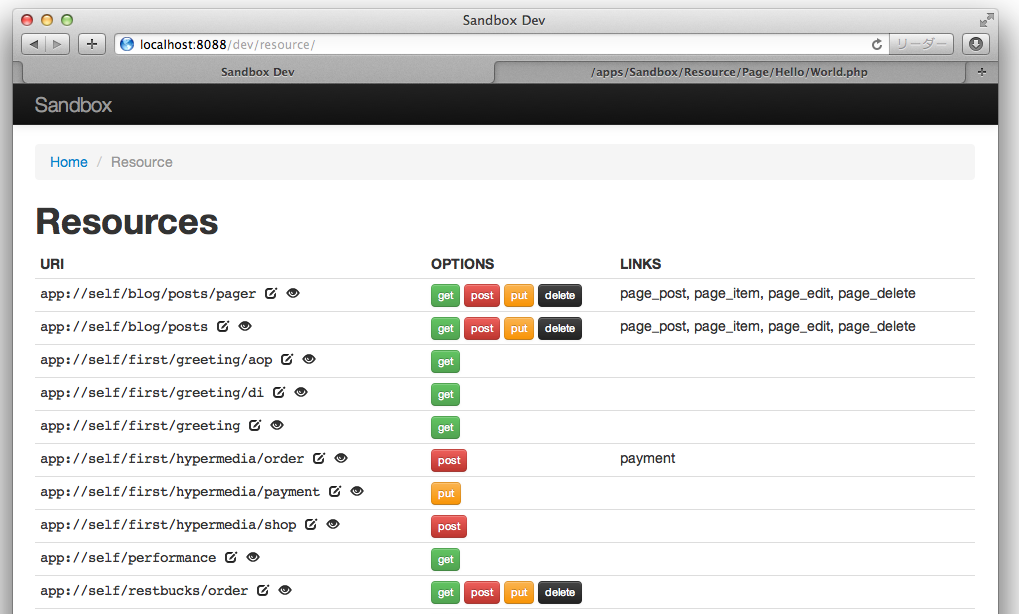 Sandbox Dev
localhost:8088/dev/resource/ リーダー
Sandbox Dev /apps/Sandbox/Resource/Page/Hello/World.php
Sandbox
Home / Resource
Resources
URI OPTIONS LINKS
app://self/blog/posts/pager get post put delete page_post, page_item, page_edit, page_delete
app://self/blog/posts get post put delete page_post, page_item, page_edit, page_delete
app://self/first/greeting/aop get
app://self/first/greeting/di get
app://self/first/greeting get
app://self/first/hypermedia/order post payment
app://self/first/hypermedia/payment put
app://self/first/hypermedia/shop post
app://self/performance get
app://self/restbucks/order get post put delete